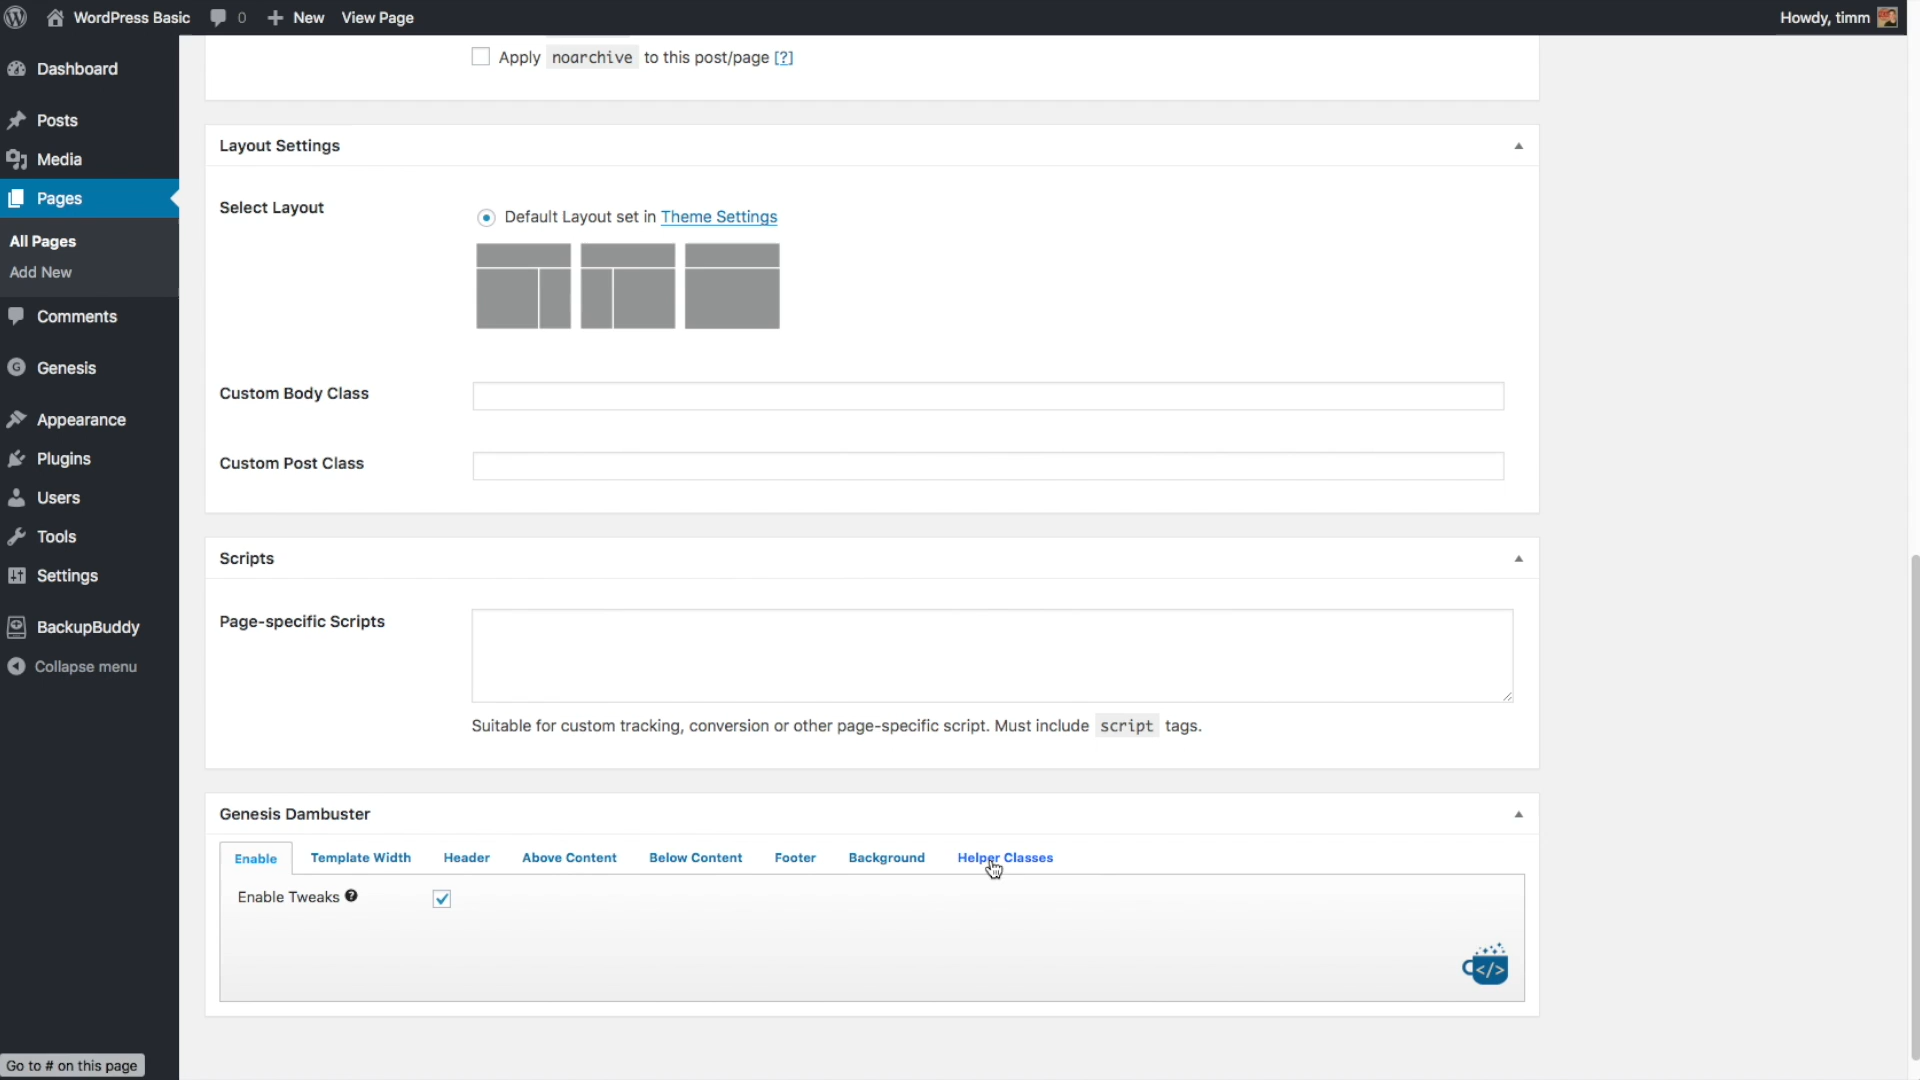 WordPress Basic 0 New View Page Howdy, timm
Dashboard
Posts
Media
Pages
All Pages
Add New
Comments
Genesis
Appearance
Plugins
Users
Tools
Settings
BackupBuddy
Collapse menu
Apply noarchive to this post/page [?]
Layout Settings
Select Layout
Default Layout set in Theme Settings
Custom Body Class
Custom Post Class
Scripts
Page-specific Scripts
Suitable for custom tracking, conversion or other page-specific script. Must include script tags.
Genesis Dambuster
Enable Template Width Header Above Content Below Content Footer Background Helper Classes
Enable Tweaks ?
</>
Go to # on this page